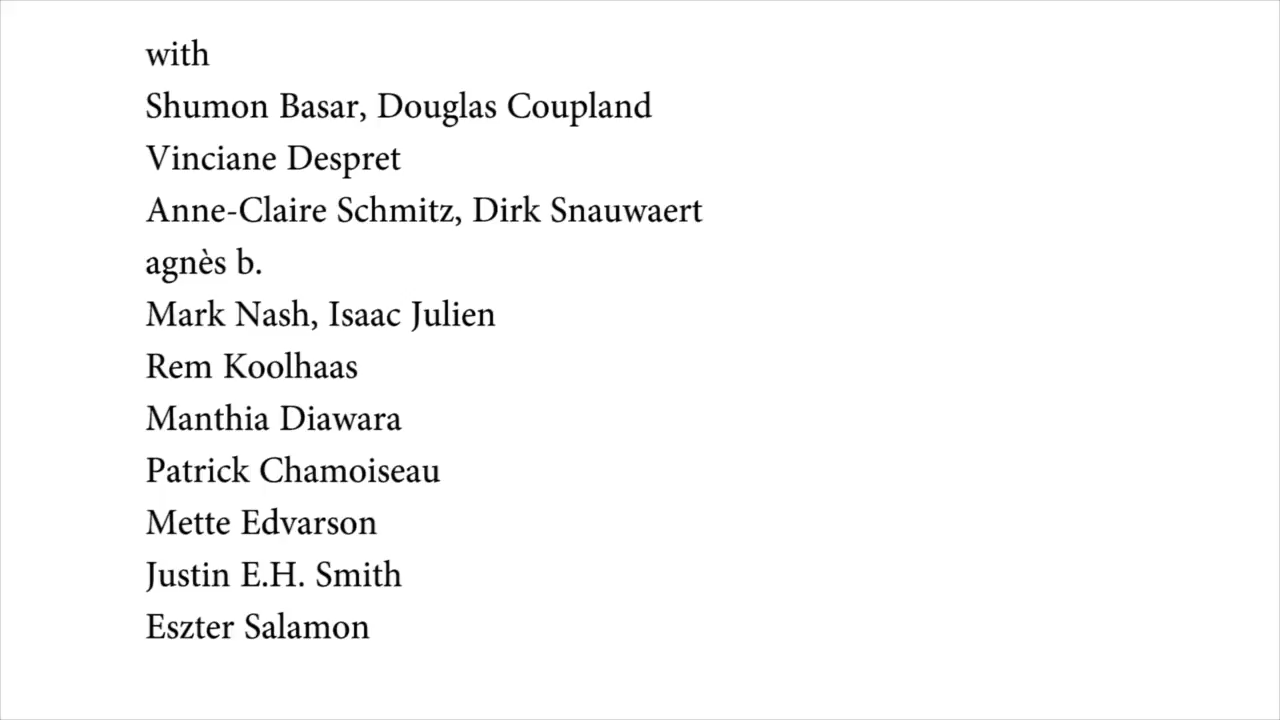 with
Shumon Basar, Douglas Coupland
Vinciane Despret
Anne-Claire Schmitz, Dirk Snauwaert
agnès b.
Mark Nash, Isaac Julien
Rem Koolhaas
Manthia Diawara
Patrick Chamoiseau
Mette Edvarson
Justin E.H. Smith
Eszter Salamon